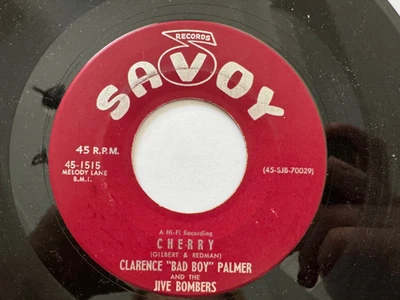 RECORDS
SAVOY
45 R.P.M.
45-1515
MELODY LANE
B.M.I.
(45-SJB-70029)
A Hi-Fi Recording
CHERRY
(GILBERT & REDMAN)
CLARENCE "BAD BOY" PALMER
AND THE
JIVE BOMBERS